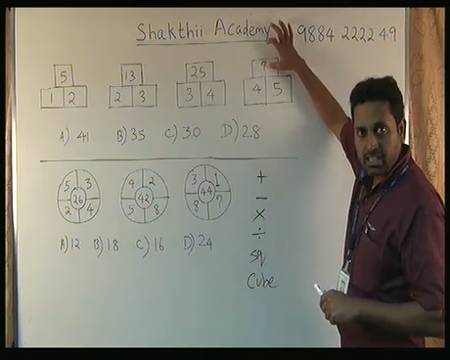 Shakthii Academy 9884 2222 49
5 13 25 ?
1 2 2 3 3 4 4 5
A) 41 B) 35 C) 30 D) 28
5 3 4 2 3 1
26 42 44
2 4 5 8 8 7
A) 12 B) 18 C) 16 D) 24
+
−
×
÷
sq
Cube